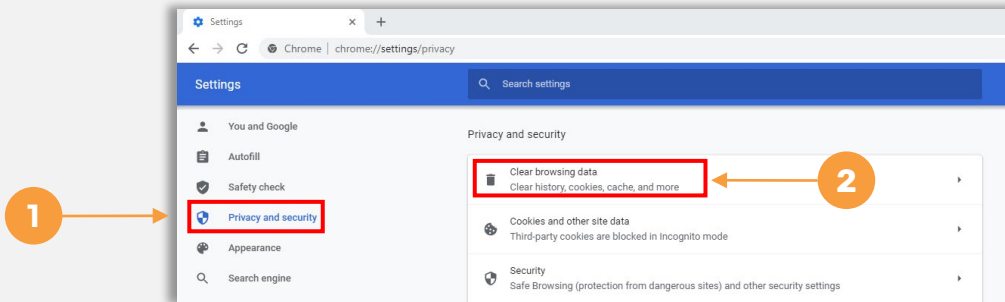 Settings
Chrome | chrome://settings/privacy
Settings
Search settings
You and Google
Autofill
Safety check
Privacy and security
Appearance
Search engine
Privacy and security
Clear browsing data
Clear history, cookies, cache, and more
Cookies and other site data
Third-party cookies are blocked in Incognito mode
Security
Safe Browsing (protection from dangerous sites) and other security settings
1
2